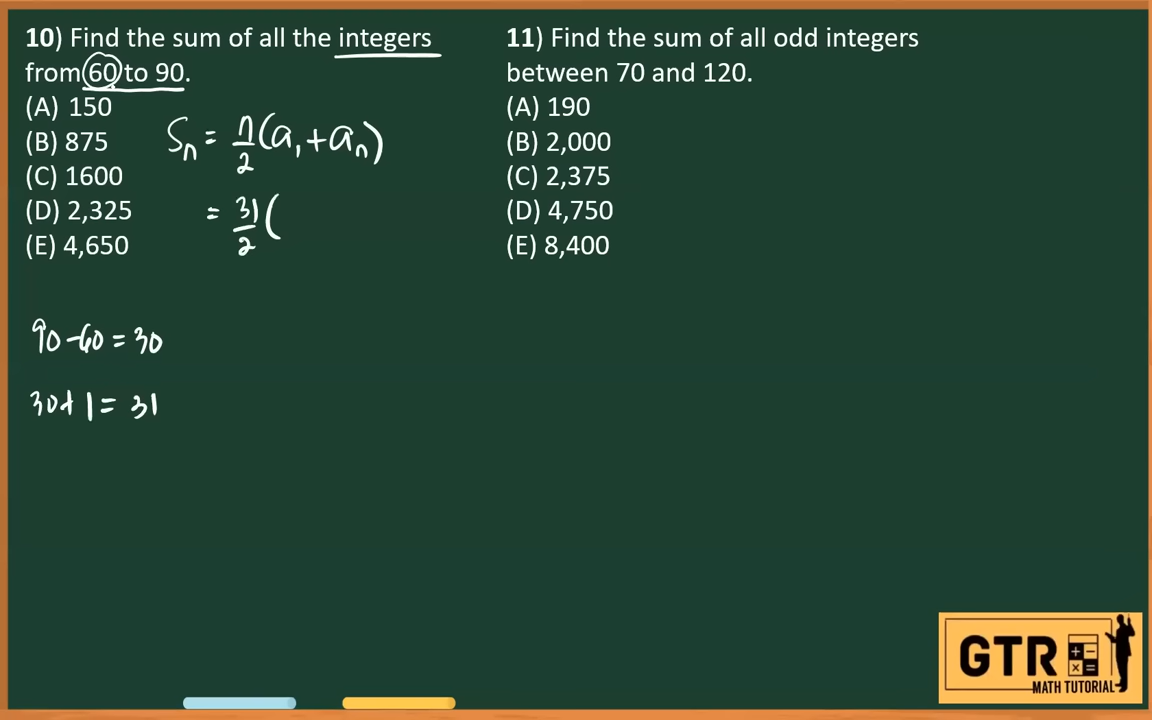 10) Find the sum of all the integers
from 60 to 90.
(A) 150
(B) 875
(C) 1600
(D) 2,325
(E) 4,650
Sn = n/2 (a1 + an)
= 31/2 (
90 - 60 = 30
30 + 1 = 31
11) Find the sum of all odd integers
between 70 and 120.
(A) 190
(B) 2,000
(C) 2,375
(D) 4,750
(E) 8,400
GTR
MATH TUTORIAL